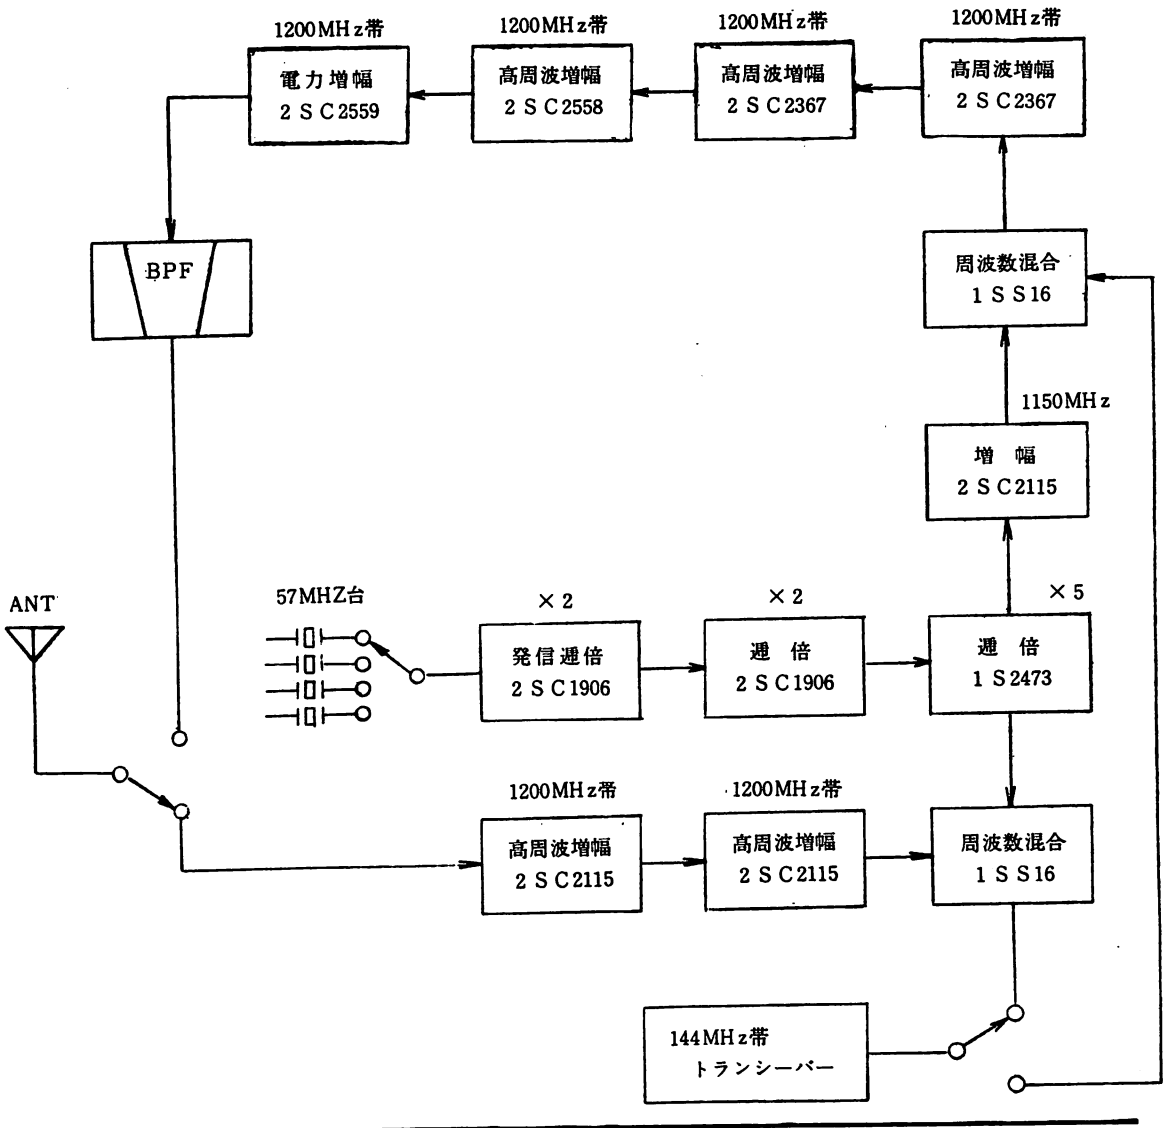 1200MHz帯
1200MHz帯
1200MHz帯
1200MHz帯
電力増幅
2SC2559
高周波増幅
2SC2558
高周波増幅
2SC2367
高周波増幅
2SC2367
BPF
周波数混合
1SS16
1150MHz
増 幅
2SC2115
ANT
57MHZ台
×2
×2
×5
発信逓倍
2SC1906
逓 倍
2SC1906
逓 倍
1S2473
1200MHz帯
1200MHz帯
高周波増幅
2SC2115
高周波増幅
2SC2115
周波数混合
1SS16
144MHz帯
トランシーバー